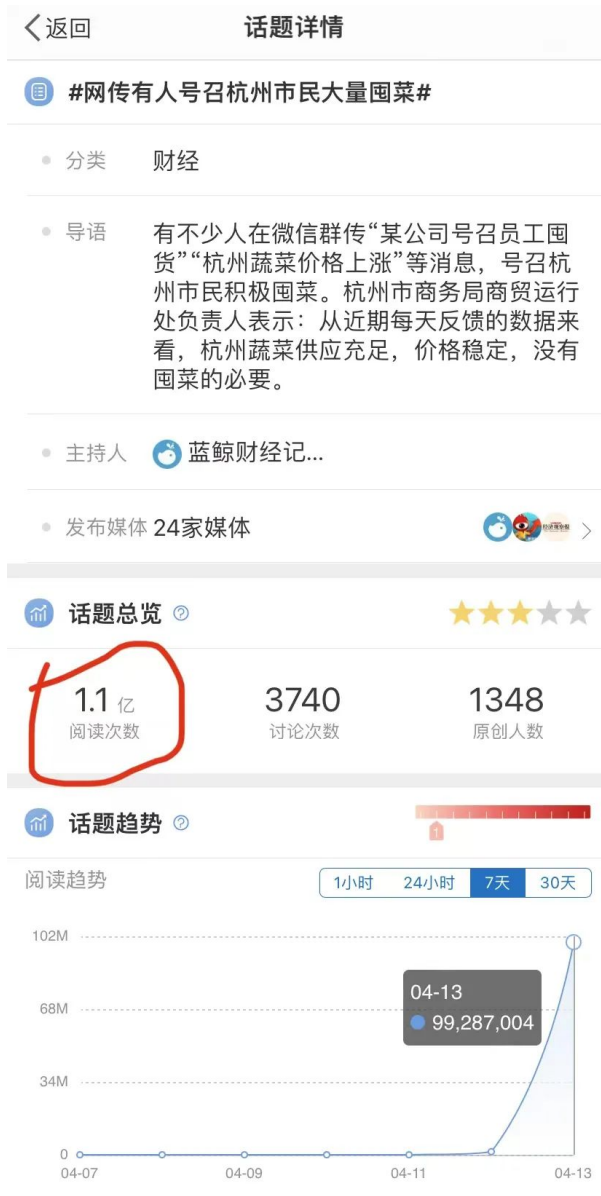 返回
话题详情
#网传有人号召杭州市民大量囤菜#
分类 财经
导语 有不少人在微信群传“某公司号召员工囤
货”“杭州蔬菜价格上涨”等消息，号召杭
州市民积极囤菜。杭州市商务局商贸运行
处负责人表示：从近期每天反馈的数据来
看，杭州蔬菜供应充足，价格稳定，没有
囤菜的必要。
主持人 蓝鲸财经记...
发布媒体 24家媒体
话题总览 ?
1.1 亿 3740 1348
阅读次数 讨论次数 原创人数
话题趋势 ?
1
阅读趋势 1小时 24小时 7天 30天
102M
04-13
68M
99,287,004
34M
0
04-07 04-09 04-11 04-13